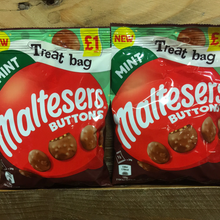 NEW
Treat bag
£1
MINT
Maltesers
BUTTONS
NEW
Treat bag
£
MINT
Maltesers
BUTTONS